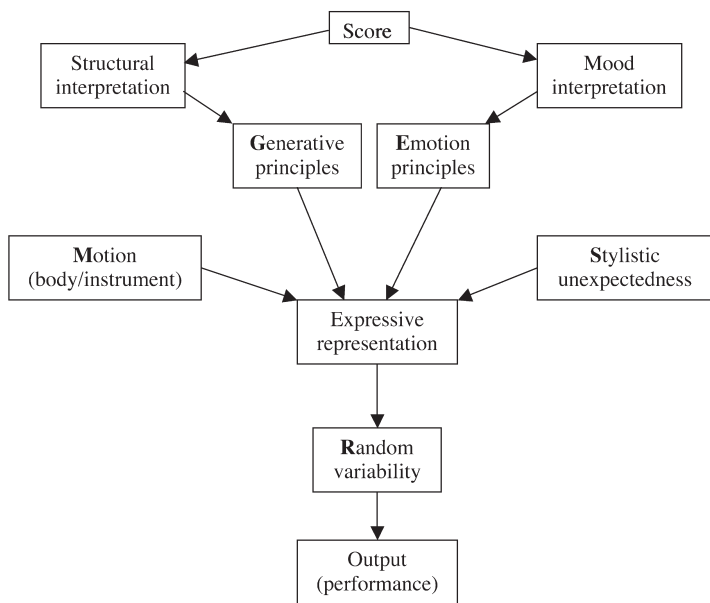 Score
Structural
interpretation
Mood
interpretation
Generative
principles
Emotion
principles
Motion
(body/instrument)
Stylistic
unexpectedness
Expressive
representation
Random
variability
Output
(performance)